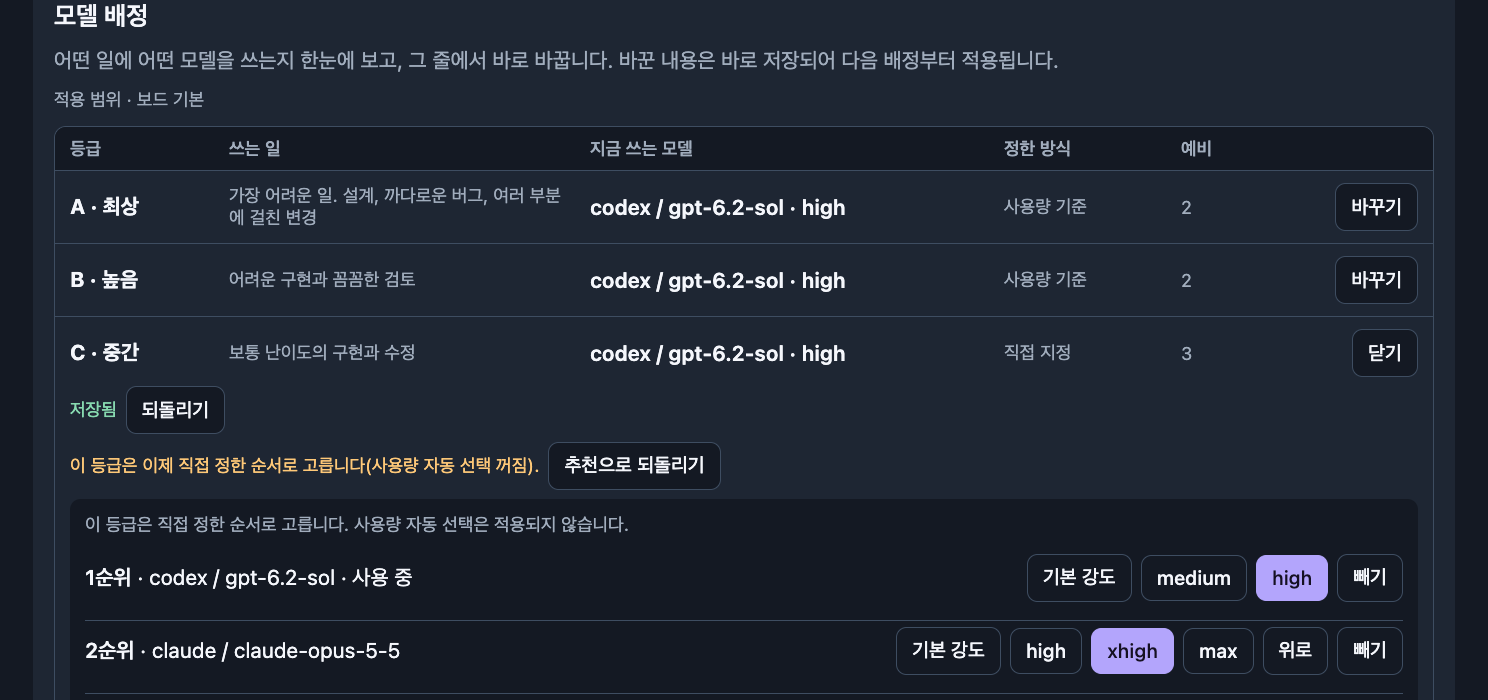 모델 배정
어떤 일에 어떤 모델을 쓰는지 한눈에 보고, 그 줄에서 바로 바꿉니다. 바꾼 내용은 바로 저장되어 다음 배정부터 적용됩니다.
적용 범위 · 보드 기본
등급 쓰는 일 지금 쓰는 모델 정한 방식 예비
A · 최상 가장 어려운 일. 설계, 까다로운 버그, 여러 부분에 걸친 변경 codex / gpt-6.2-sol · high 사용량 기준 2 바꾸기
B · 높음 어려운 구현과 꼼꼼한 검토 codex / gpt-6.2-sol · high 사용량 기준 2 바꾸기
C · 중간 보통 난이도의 구현과 수정 codex / gpt-6.2-sol · high 직접 지정 3 닫기
저장됨 되돌리기
이 등급은 이제 직접 정한 순서로 고릅니다(사용량 자동 선택 꺼짐). 추천으로 되돌리기
이 등급은 직접 정한 순서로 고릅니다. 사용량 자동 선택은 적용되지 않습니다.
1순위 · codex / gpt-6.2-sol · 사용 중 기본 강도 medium high 빼기
2순위 · claude / claude-opus-5-5 기본 강도 high xhigh max 위로 빼기